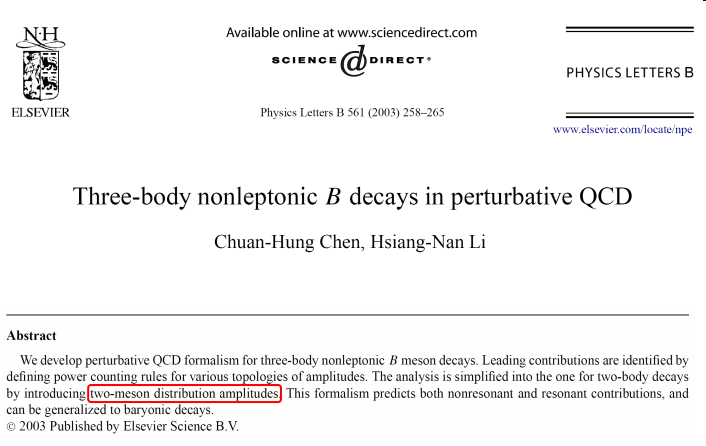 N·H
ELSEVIER
Available online at www.sciencedirect.com
SCIENCE DIRECT®
Physics Letters B 561 (2003) 258–265
PHYSICS LETTERS B
www.elsevier.com/locate/npe
Three-body nonleptonic B decays in perturbative QCD
Chuan-Hung Chen, Hsiang-Nan Li
Abstract
We develop perturbative QCD formalism for three-body nonleptonic B meson decays. Leading contributions are identified by
defining power counting rules for various topologies of amplitudes. The analysis is simplified into the one for two-body decays
by introducing two-meson distribution amplitudes. This formalism predicts both nonresonant and resonant contributions, and
can be generalized to baryonic decays.
© 2003 Published by Elsevier Science B.V.